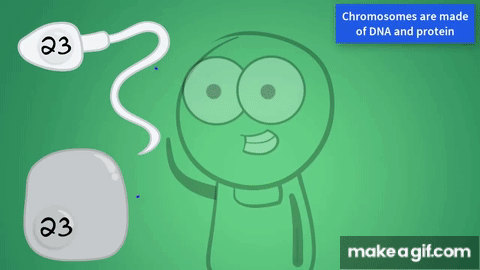 23
Chromosomes are made
of DNA and protein
23
makeagif.com